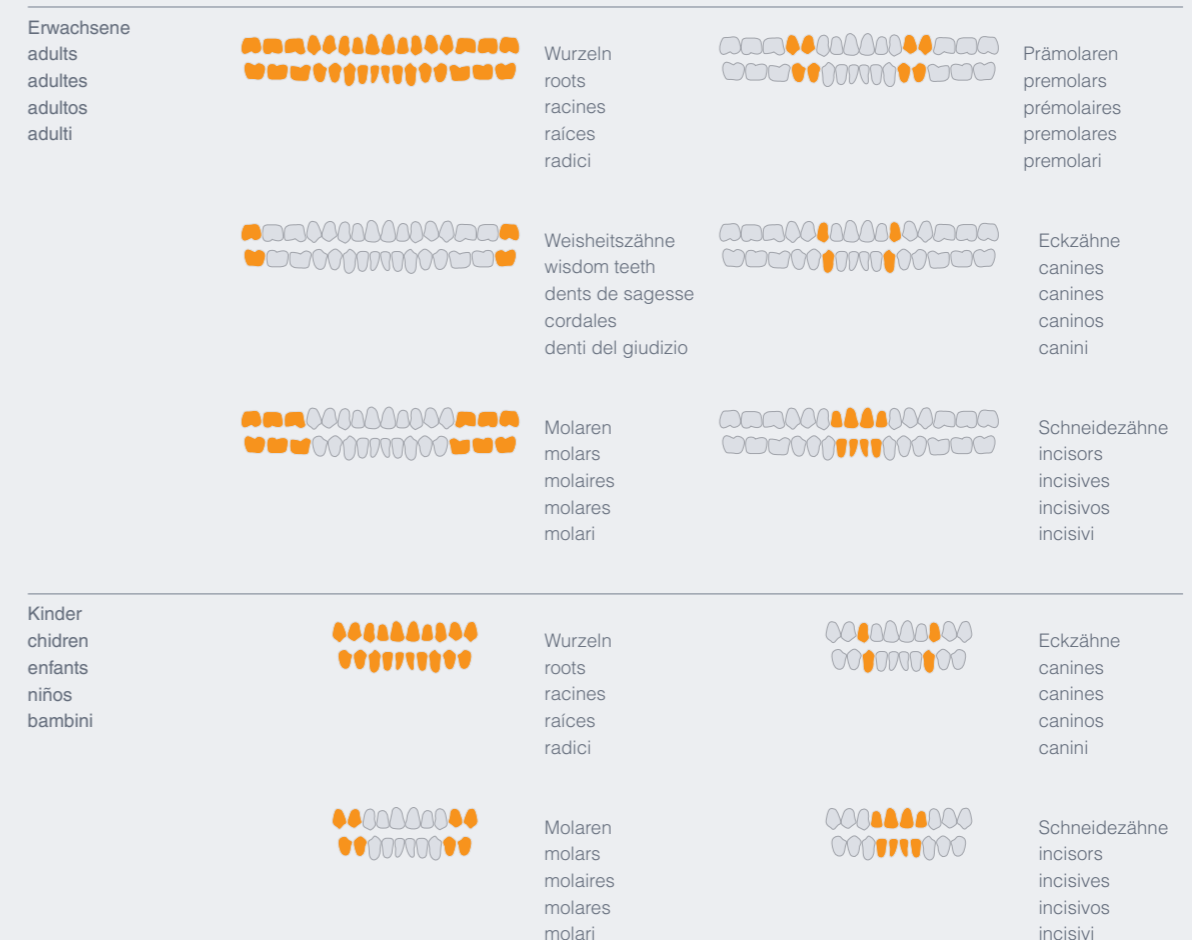 Erwachsene
adults
adultes
adultos
adulti
Wurzeln
roots
racines
raíces
radici
Prämolaren
premolars
prémolaires
premolares
premolari
Weisheitszähne
wisdom teeth
dents de sagesse
cordales
denti del giudizio
Eckzähne
canines
canines
caninos
canini
Molaren
molars
molaires
molares
molari
Schneidezähne
incisors
incisives
incisivos
incisivi
Kinder
chidren
enfants
niños
bambini
Wurzeln
roots
racines
raíces
radici
Eckzähne
canines
canines
caninos
canini
Molaren
molars
molaires
molares
molari
Schneidezähne
incisors
incisives
incisivos
incisivi